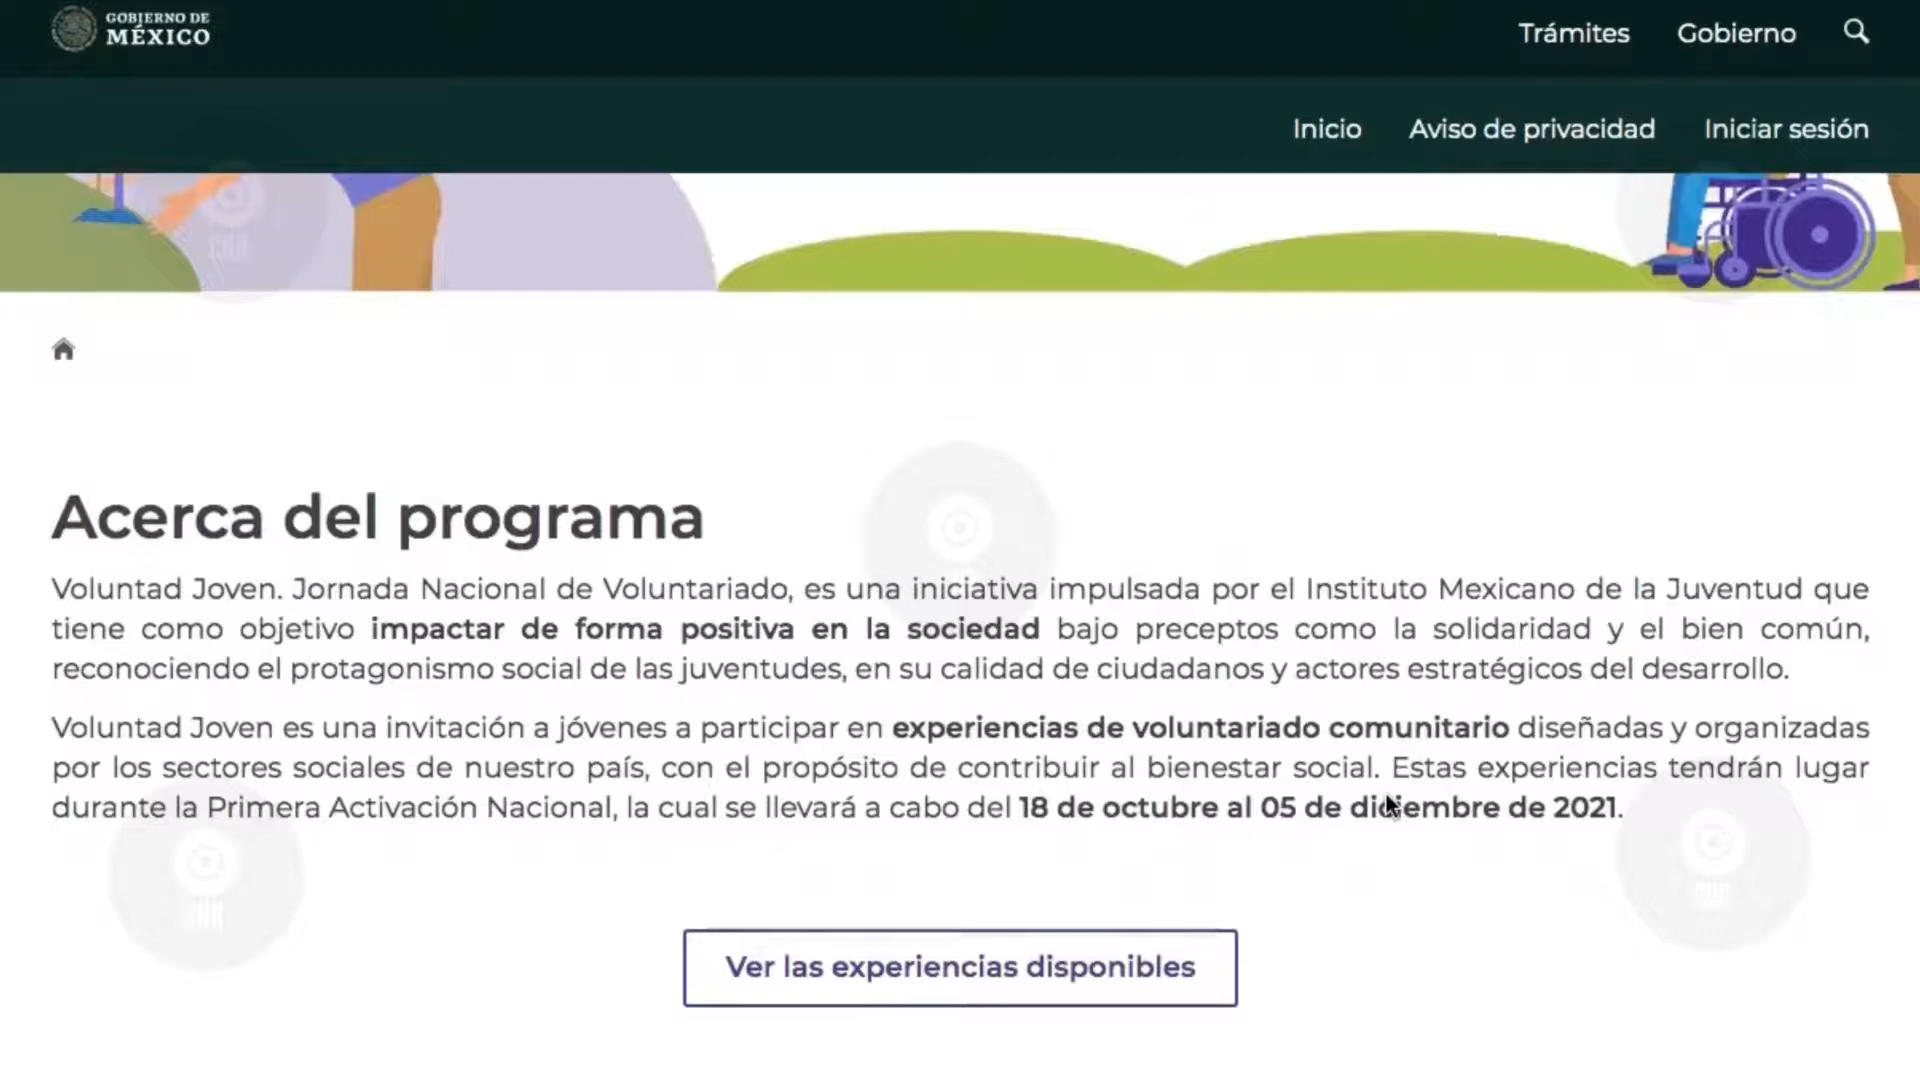 GOBIERNO DE
MÉXICO
Trámites Gobierno
Inicio Aviso de privacidad Iniciar sesión
Acerca del programa
Voluntad Joven. Jornada Nacional de Voluntariado, es una iniciativa impulsada por el Instituto Mexicano de la Juventud que
tiene como objetivo impactar de forma positiva en la sociedad bajo preceptos como la solidaridad y el bien común,
reconociendo el protagonismo social de las juventudes, en su calidad de ciudadanos y actores estratégicos del desarrollo.
Voluntad Joven es una invitación a jóvenes a participar en experiencias de voluntariado comunitario diseñadas y organizadas
por los sectores sociales de nuestro país, con el propósito de contribuir al bienestar social. Estas experiencias tendrán lugar
durante la Primera Activación Nacional, la cual se llevará a cabo del 18 de octubre al 05 de diciembre de 2021.
Ver las experiencias disponibles